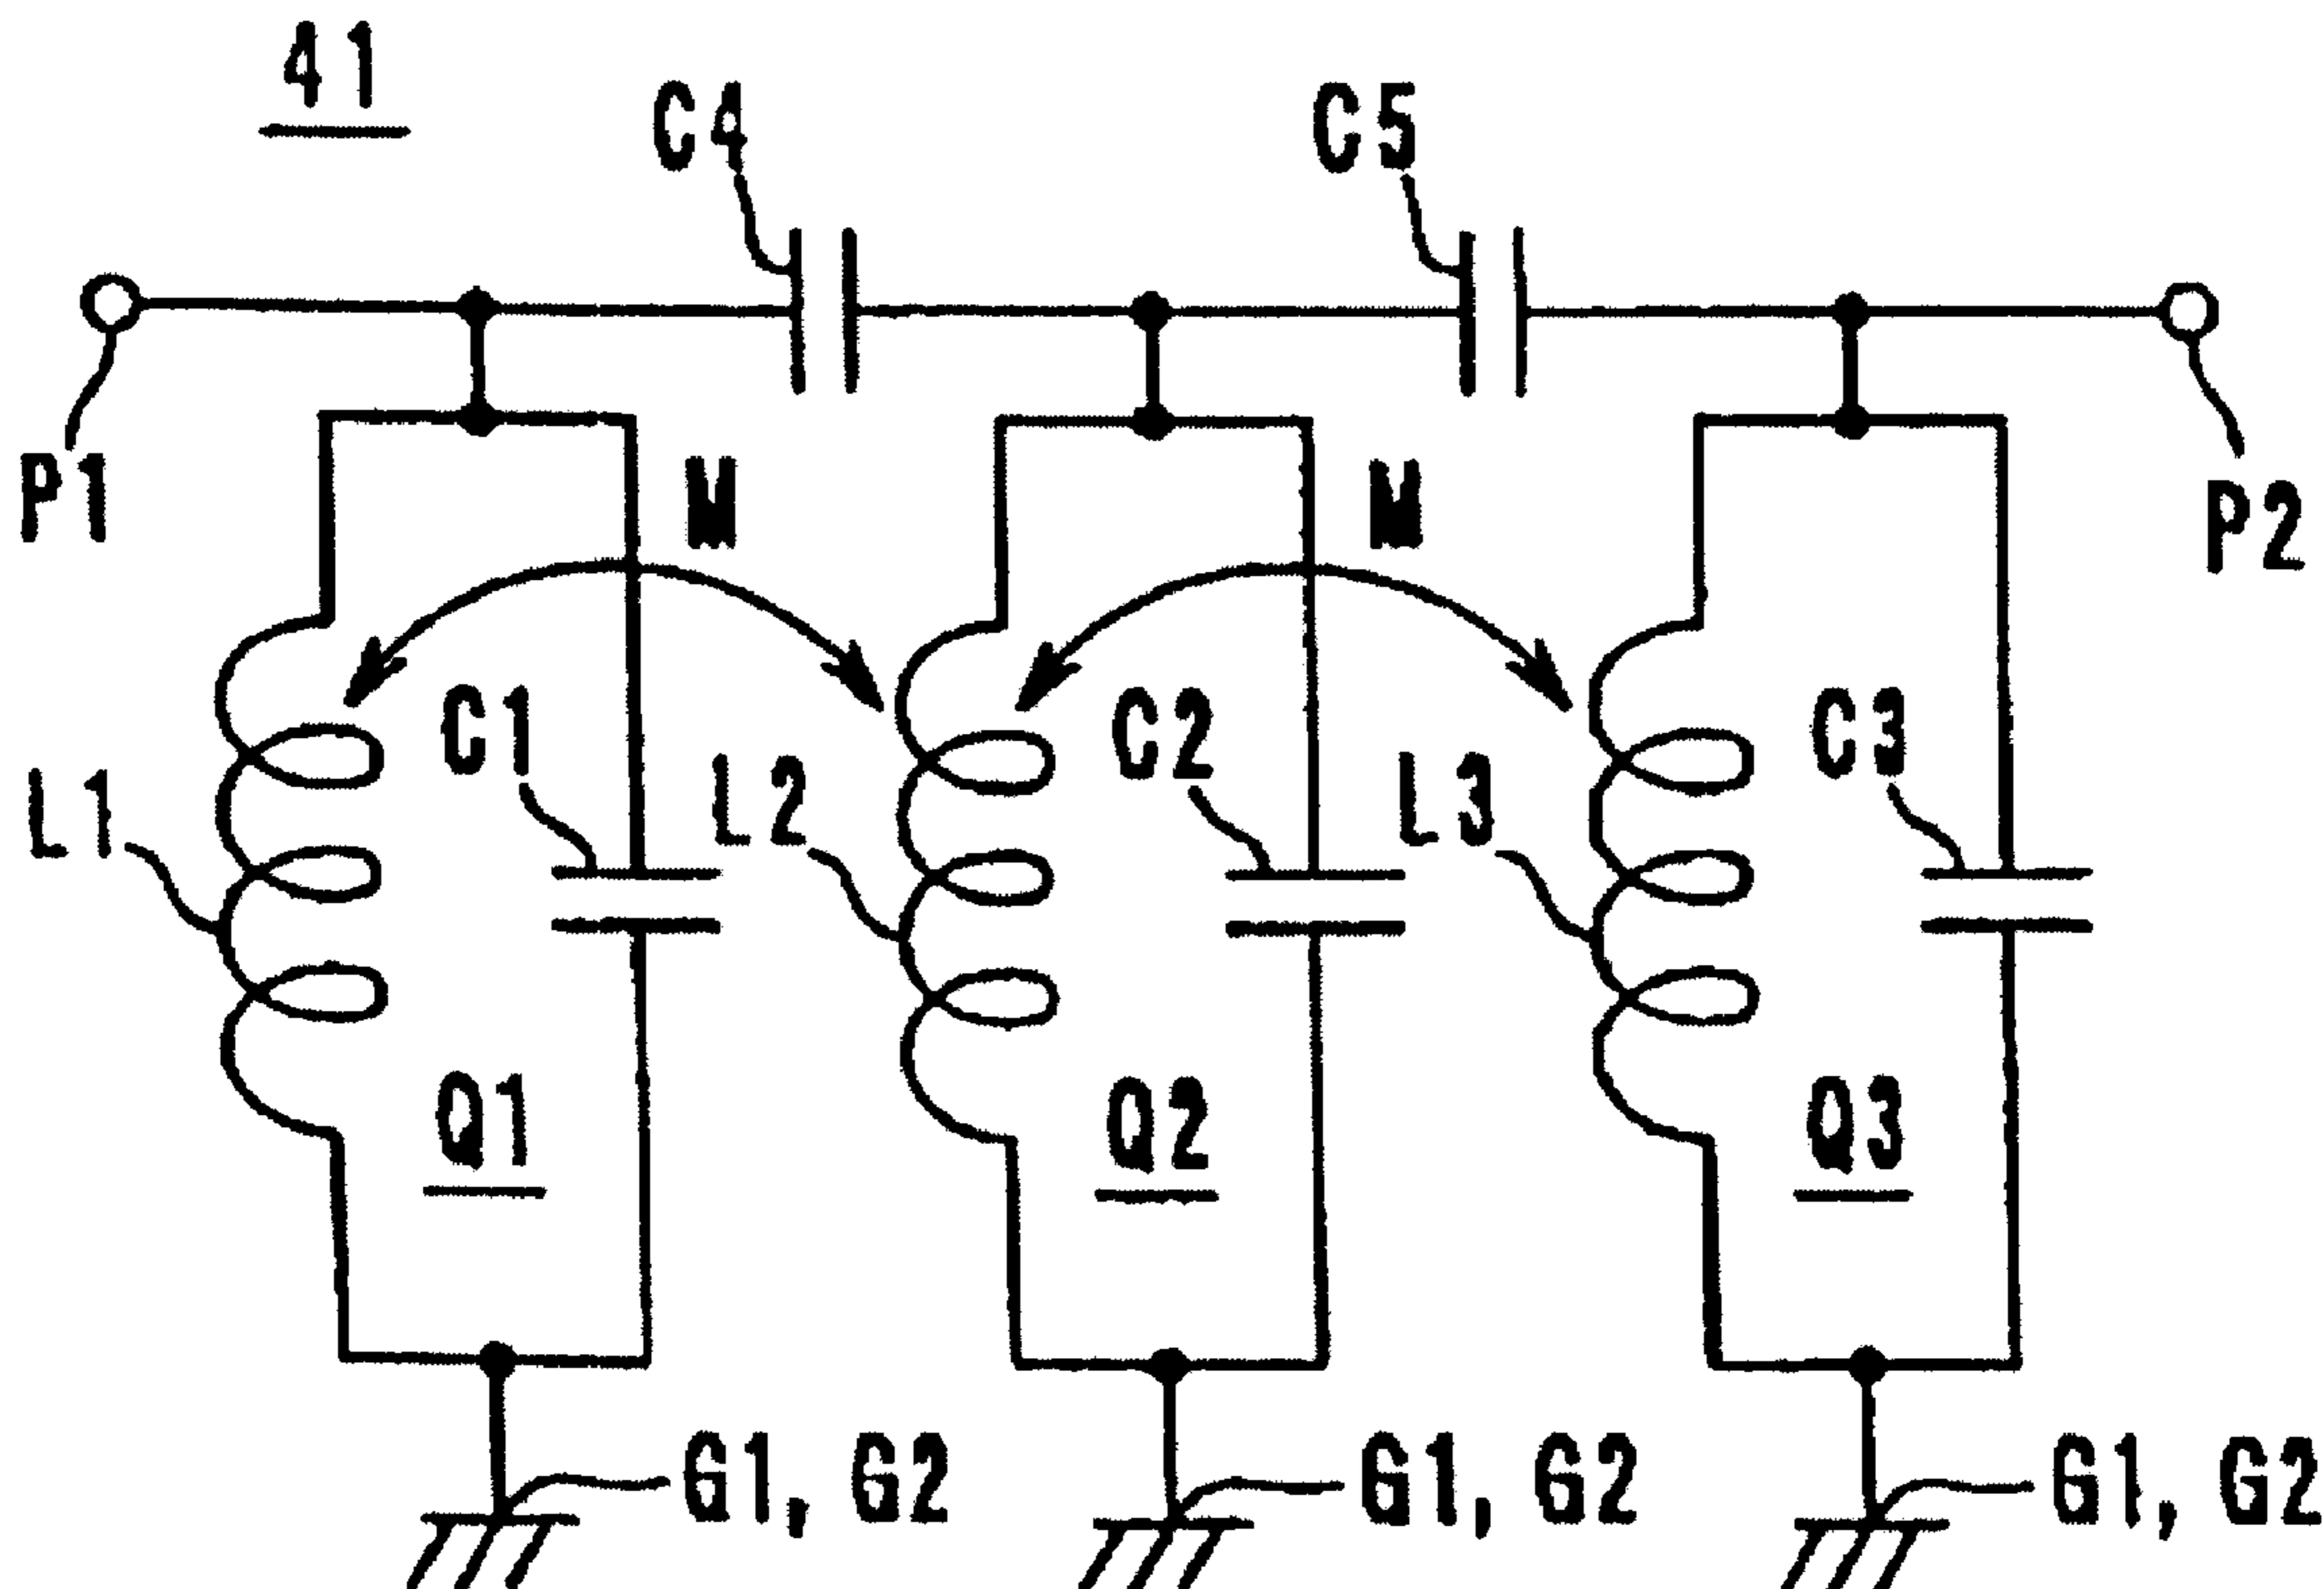 41
C4 C5
P1 M M P2
C1 C2 C3
L1 L2 L3
Q1 Q2 Q3
G1, G2 G1, G2 G1, G2